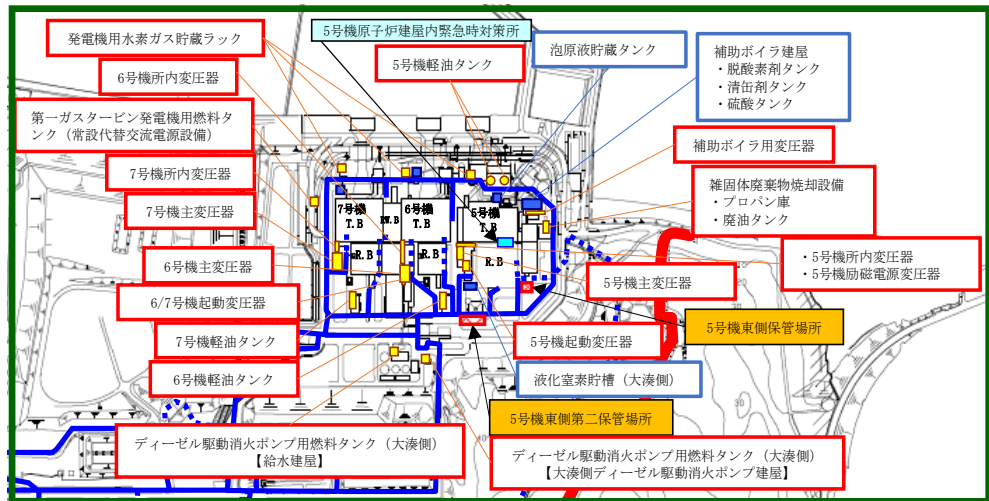 発電機用水素ガス貯蔵ラック
5号機原子炉建屋内緊急時対策所
泡原液貯蔵タンク
補助ボイラ建屋
・脱酸素剤タンク
・清缶剤タンク
・硫酸タンク
6号機所内変圧器
5号機軽油タンク
第一ガスタービン発電機用燃料タ
ンク（常設代替交流電源設備）
補助ボイラ用変圧器
7号機所内変圧器
雑固体廃棄物焼却設備
・プロパン庫
・廃油タンク
7号機主変圧器
7号機
T.B
RW.B
6号機
T.B
5号機
T.B
R.B
R.B
R.B
6号機主変圧器
・5号機所内変圧器
・5号機励磁電源変圧器
5号機主変圧器
6/7号機起動変圧器
5号機東側保管場所
7号機軽油タンク
5号機起動変圧器
6号機軽油タンク
液化窒素貯槽（大湊側）
5号機東側第二保管場所
ディーゼル駆動消火ポンプ用燃料タンク（大湊側）
【給水建屋】
ディーゼル駆動消火ポンプ用燃料タンク（大湊側）
【大湊側ディーゼル駆動消火ポンプ建屋】